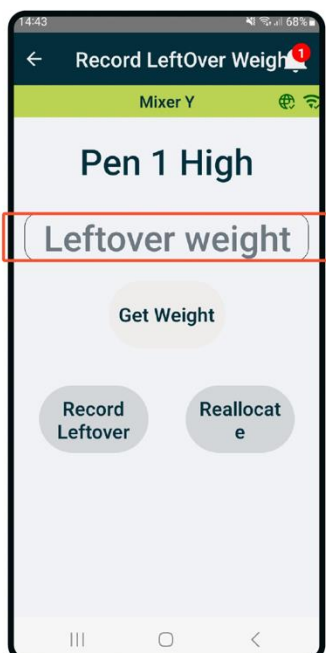 14:43 68%
Record LeftOver Weigh 1
Mixer Y
Pen 1 High
Leftover weight
Get Weight
Record Reallocat
Leftover e